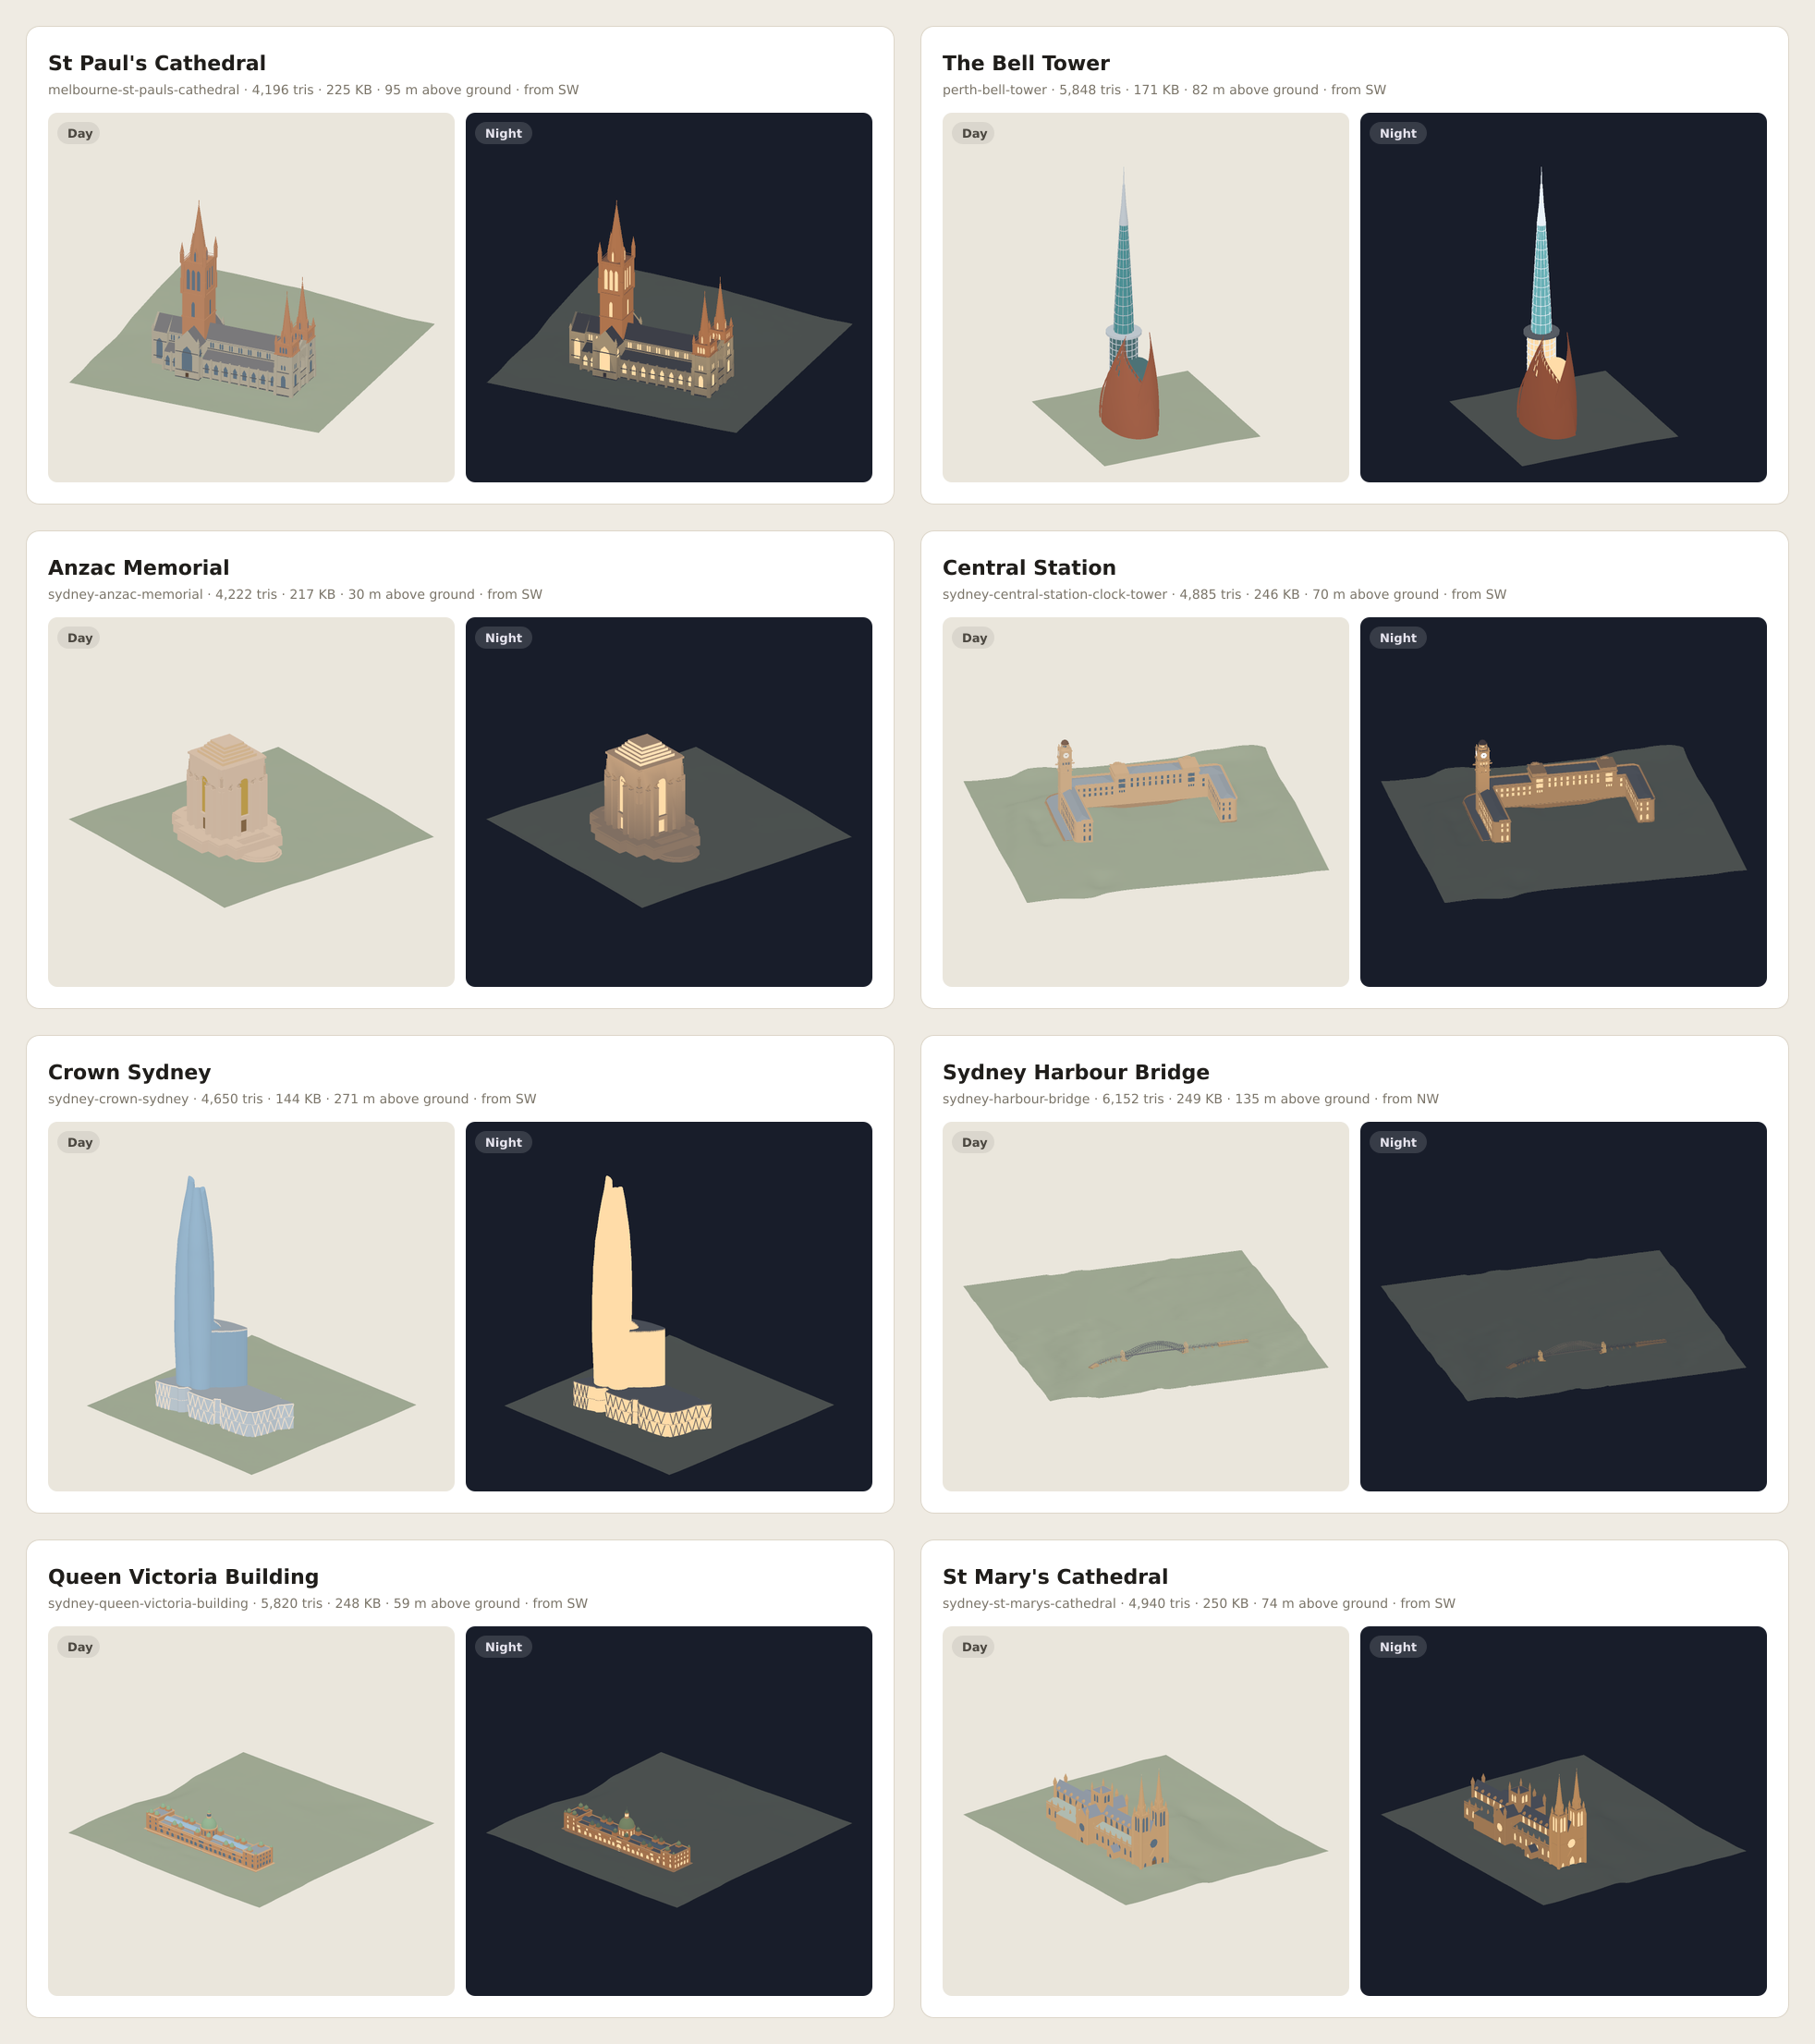 St Paul's Cathedral
melbourne-st-pauls-cathedral · 4,196 tris · 225 KB · 95 m above ground · from SW
Day
Night
The Bell Tower
perth-bell-tower · 5,848 tris · 171 KB · 82 m above ground · from SW
Day
Night
Anzac Memorial
sydney-anzac-memorial · 4,222 tris · 217 KB · 30 m above ground · from SW
Day
Night
Central Station
sydney-central-station-clock-tower · 4,885 tris · 246 KB · 70 m above ground · from SW
Day
Night
Crown Sydney
sydney-crown-sydney · 4,650 tris · 144 KB · 271 m above ground · from SW
Day
Night
Sydney Harbour Bridge
sydney-harbour-bridge · 6,152 tris · 249 KB · 135 m above ground · from NW
Day
Night
Queen Victoria Building
sydney-queen-victoria-building · 5,820 tris · 248 KB · 59 m above ground · from SW
Day
Night
St Mary's Cathedral
sydney-st-marys-cathedral · 4,940 tris · 250 KB · 74 m above ground · from SW
Day
Night